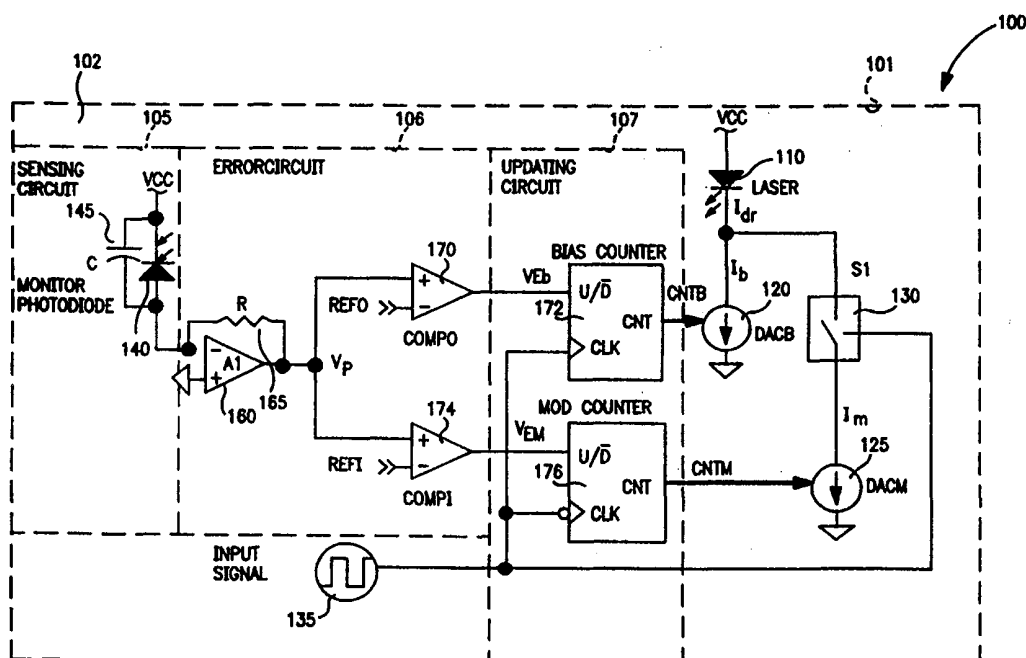 100
102
101
105
106
107
VCC
SENSING
CIRCUIT
ERRORCIRCUIT
UPDATING
CIRCUIT
110
LASER
Idr
VCC
145
C
MONITOR
PHOTODIODE
140
R
A1
160
165
VP
170
+
−
REFO
COMPO
VEb
BIAS COUNTER
U/D̅
172
CNT
CLK
CNTB
Ib
120
DACB
S1
130
174
+
−
REFI
COMPI
VEM
MOD COUNTER
U/D̅
176
CNT
CLK
CNTM
Im
125
DACM
−
+
INPUT
SIGNAL
135